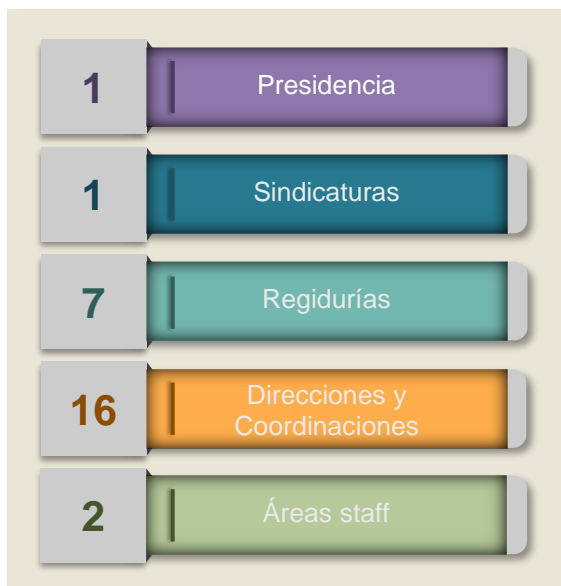 1
Presidencia
1
Sindicaturas
7
Regidurías
16
Direcciones y
Coordinaciones
2
Áreas staff